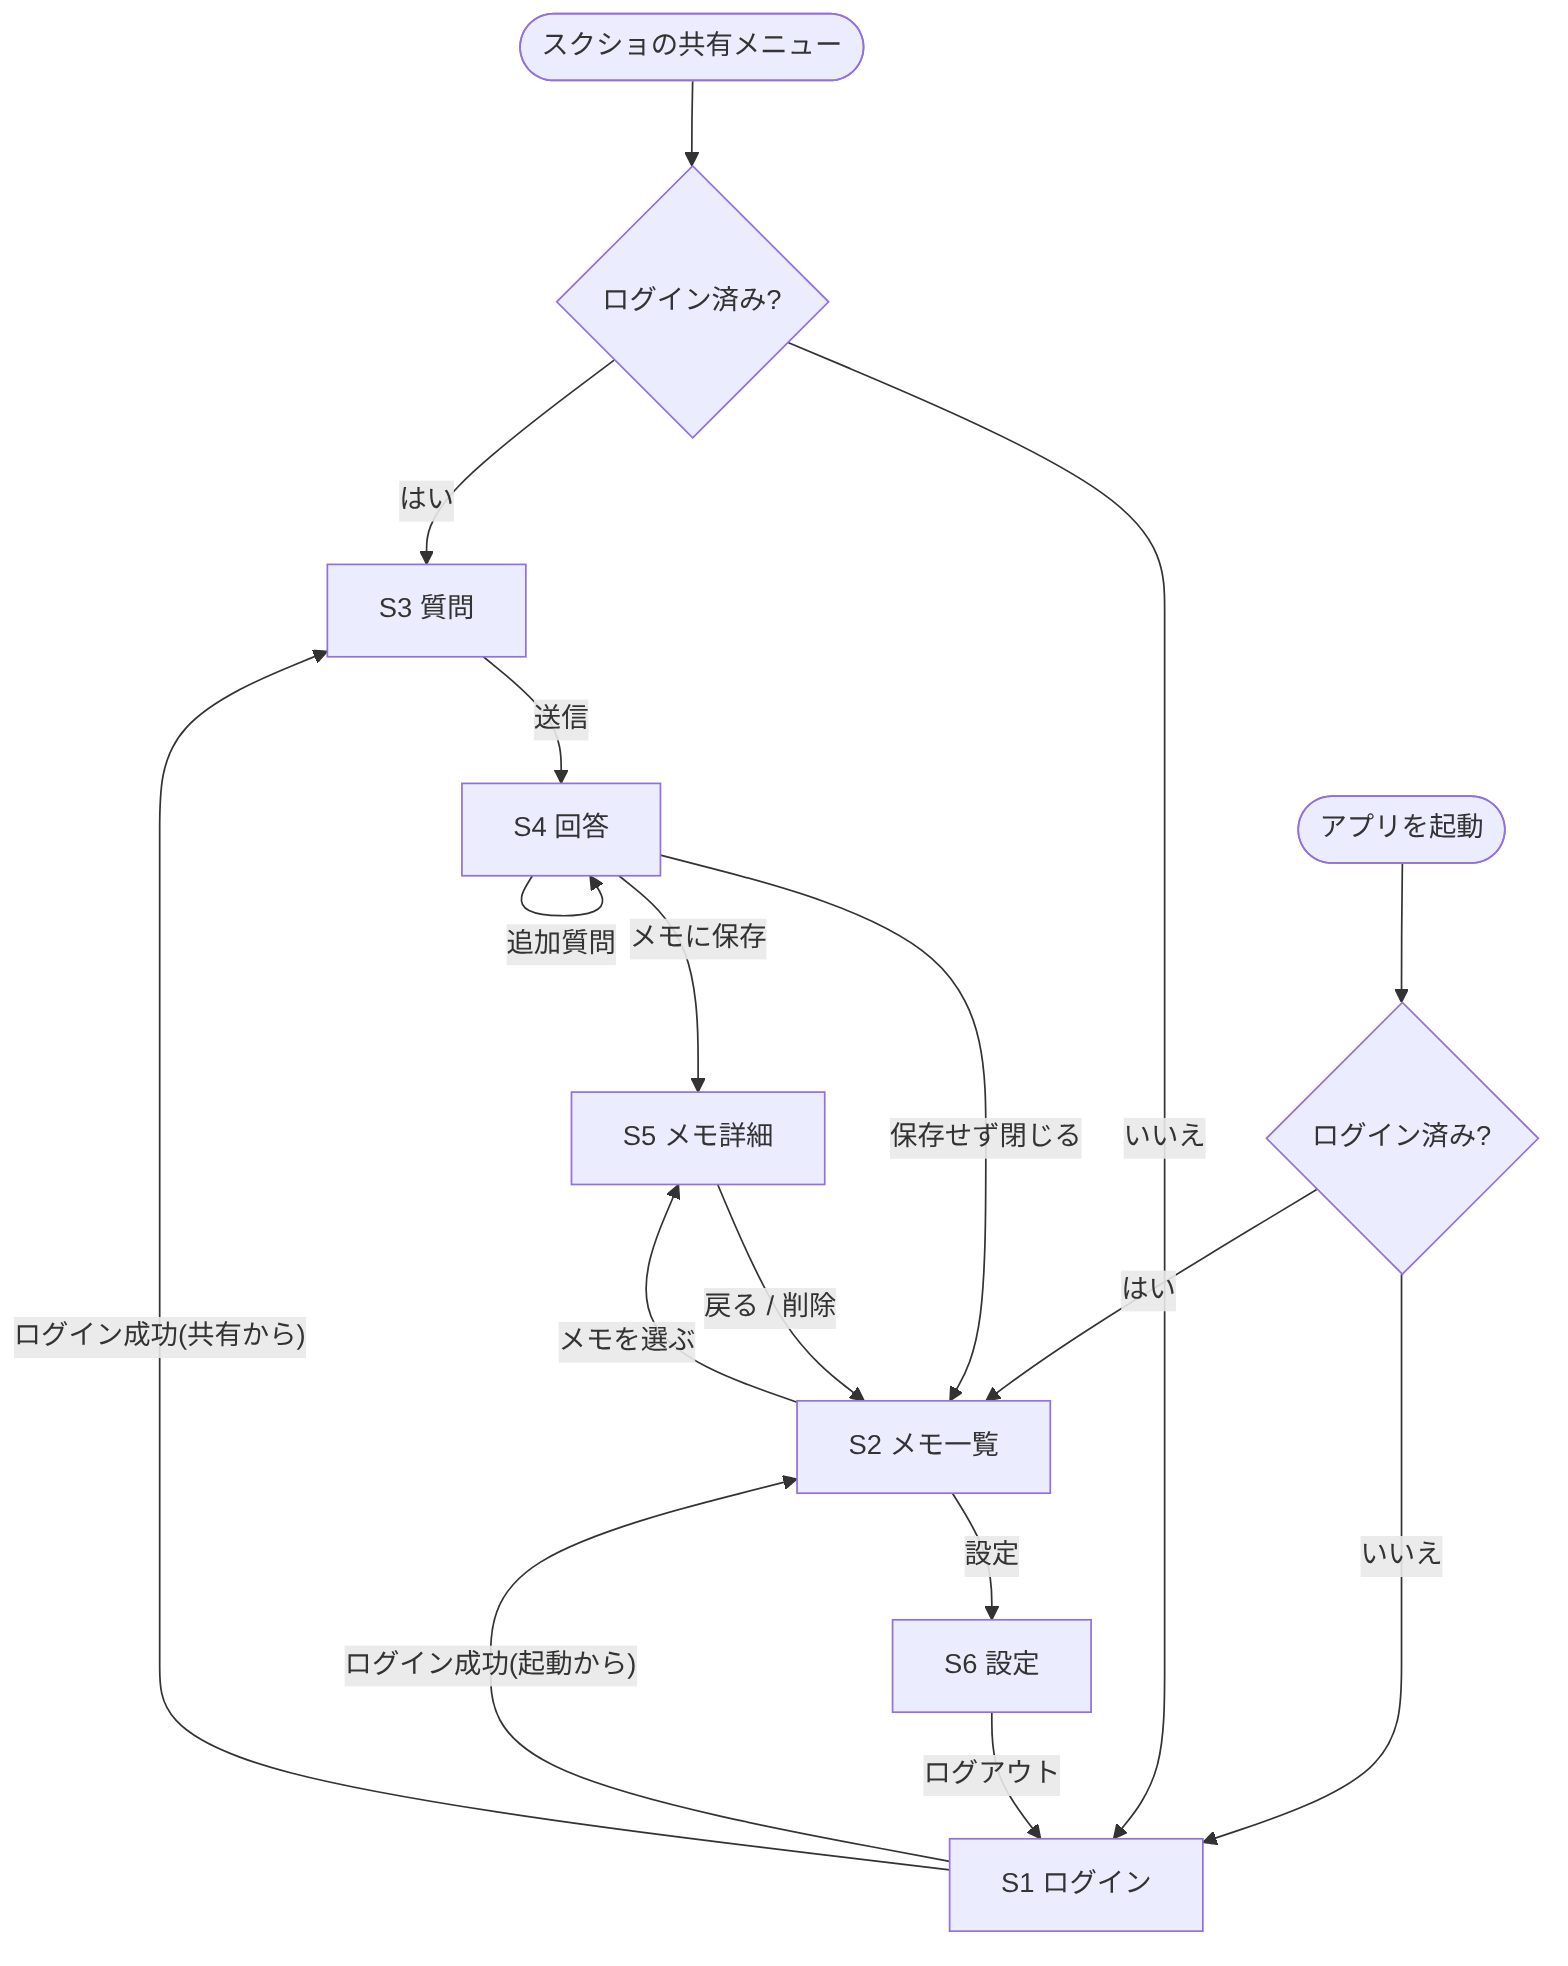 スクショの共有メニュー
ログイン済み?
はい
S3 質問
送信
S4 回答
アプリを起動
追加質問
メモに保存
S5 メモ詳細
保存せず閉じる
いいえ
ログイン済み?
はい
戻る / 削除
ログイン成功(共有から)
メモを選ぶ
S2 メモ一覧
設定
いいえ
ログイン成功(起動から)
S6 設定
ログアウト
S1 ログイン